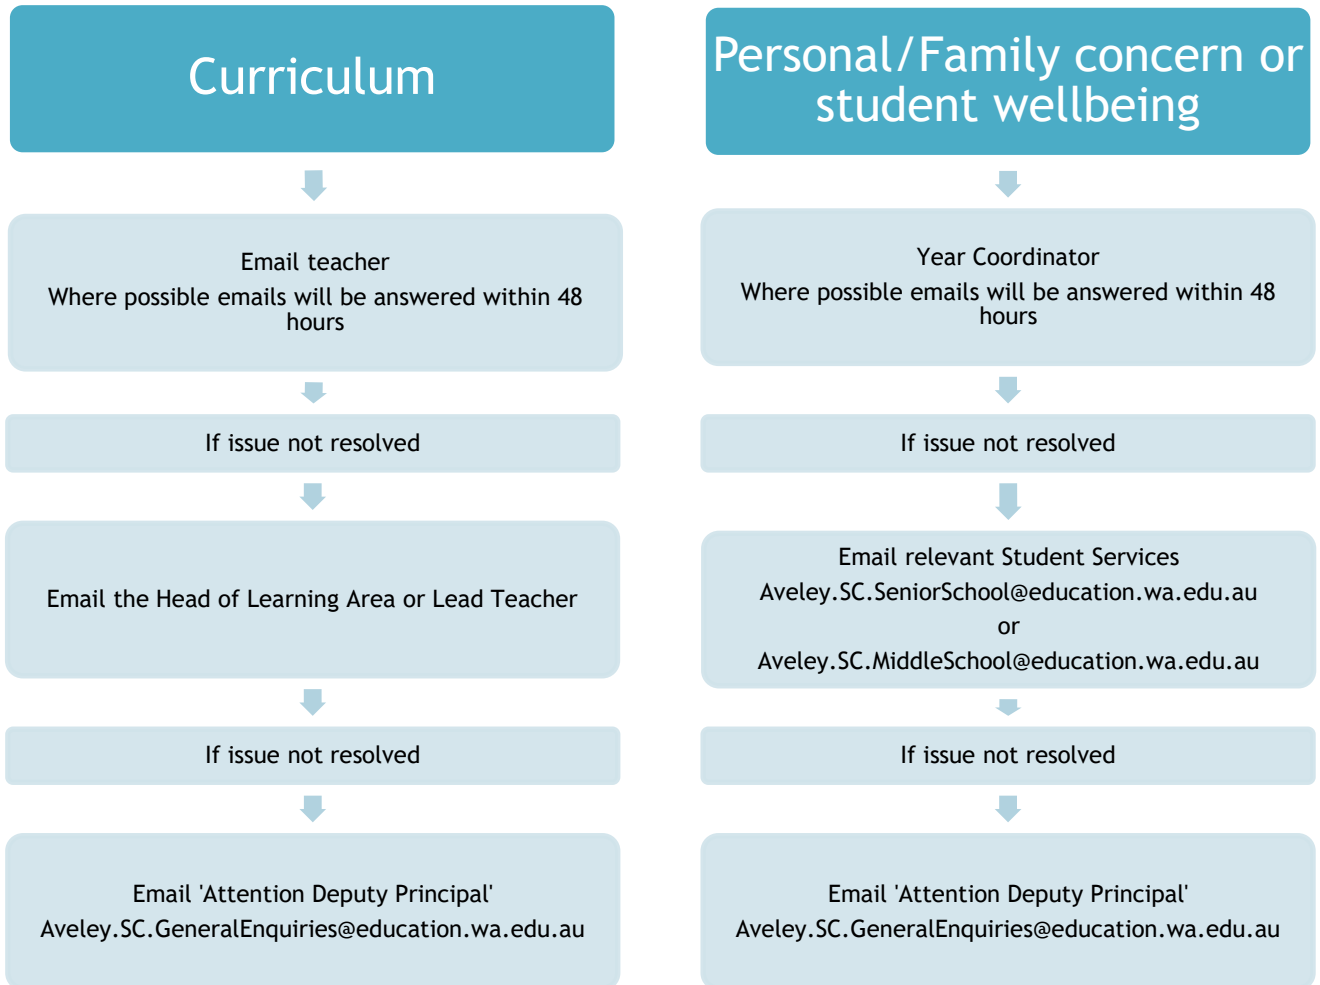 Curriculum
Email teacher
Where possible emails will be answered within 48
hours
If issue not resolved
Email the Head of Learning Area or Lead Teacher
If issue not resolved
Email 'Attention Deputy Principal'
Aveley.SC.GeneralEnquiries@education.wa.edu.au
Personal/Family concern or
student wellbeing
Year Coordinator
Where possible emails will be answered within 48
hours
If issue not resolved
Email relevant Student Services
Aveley.SC.SeniorSchool@education.wa.edu.au
or
Aveley.SC.MiddleSchool@education.wa.edu.au
If issue not resolved
Email 'Attention Deputy Principal'
Aveley.SC.GeneralEnquiries@education.wa.edu.au